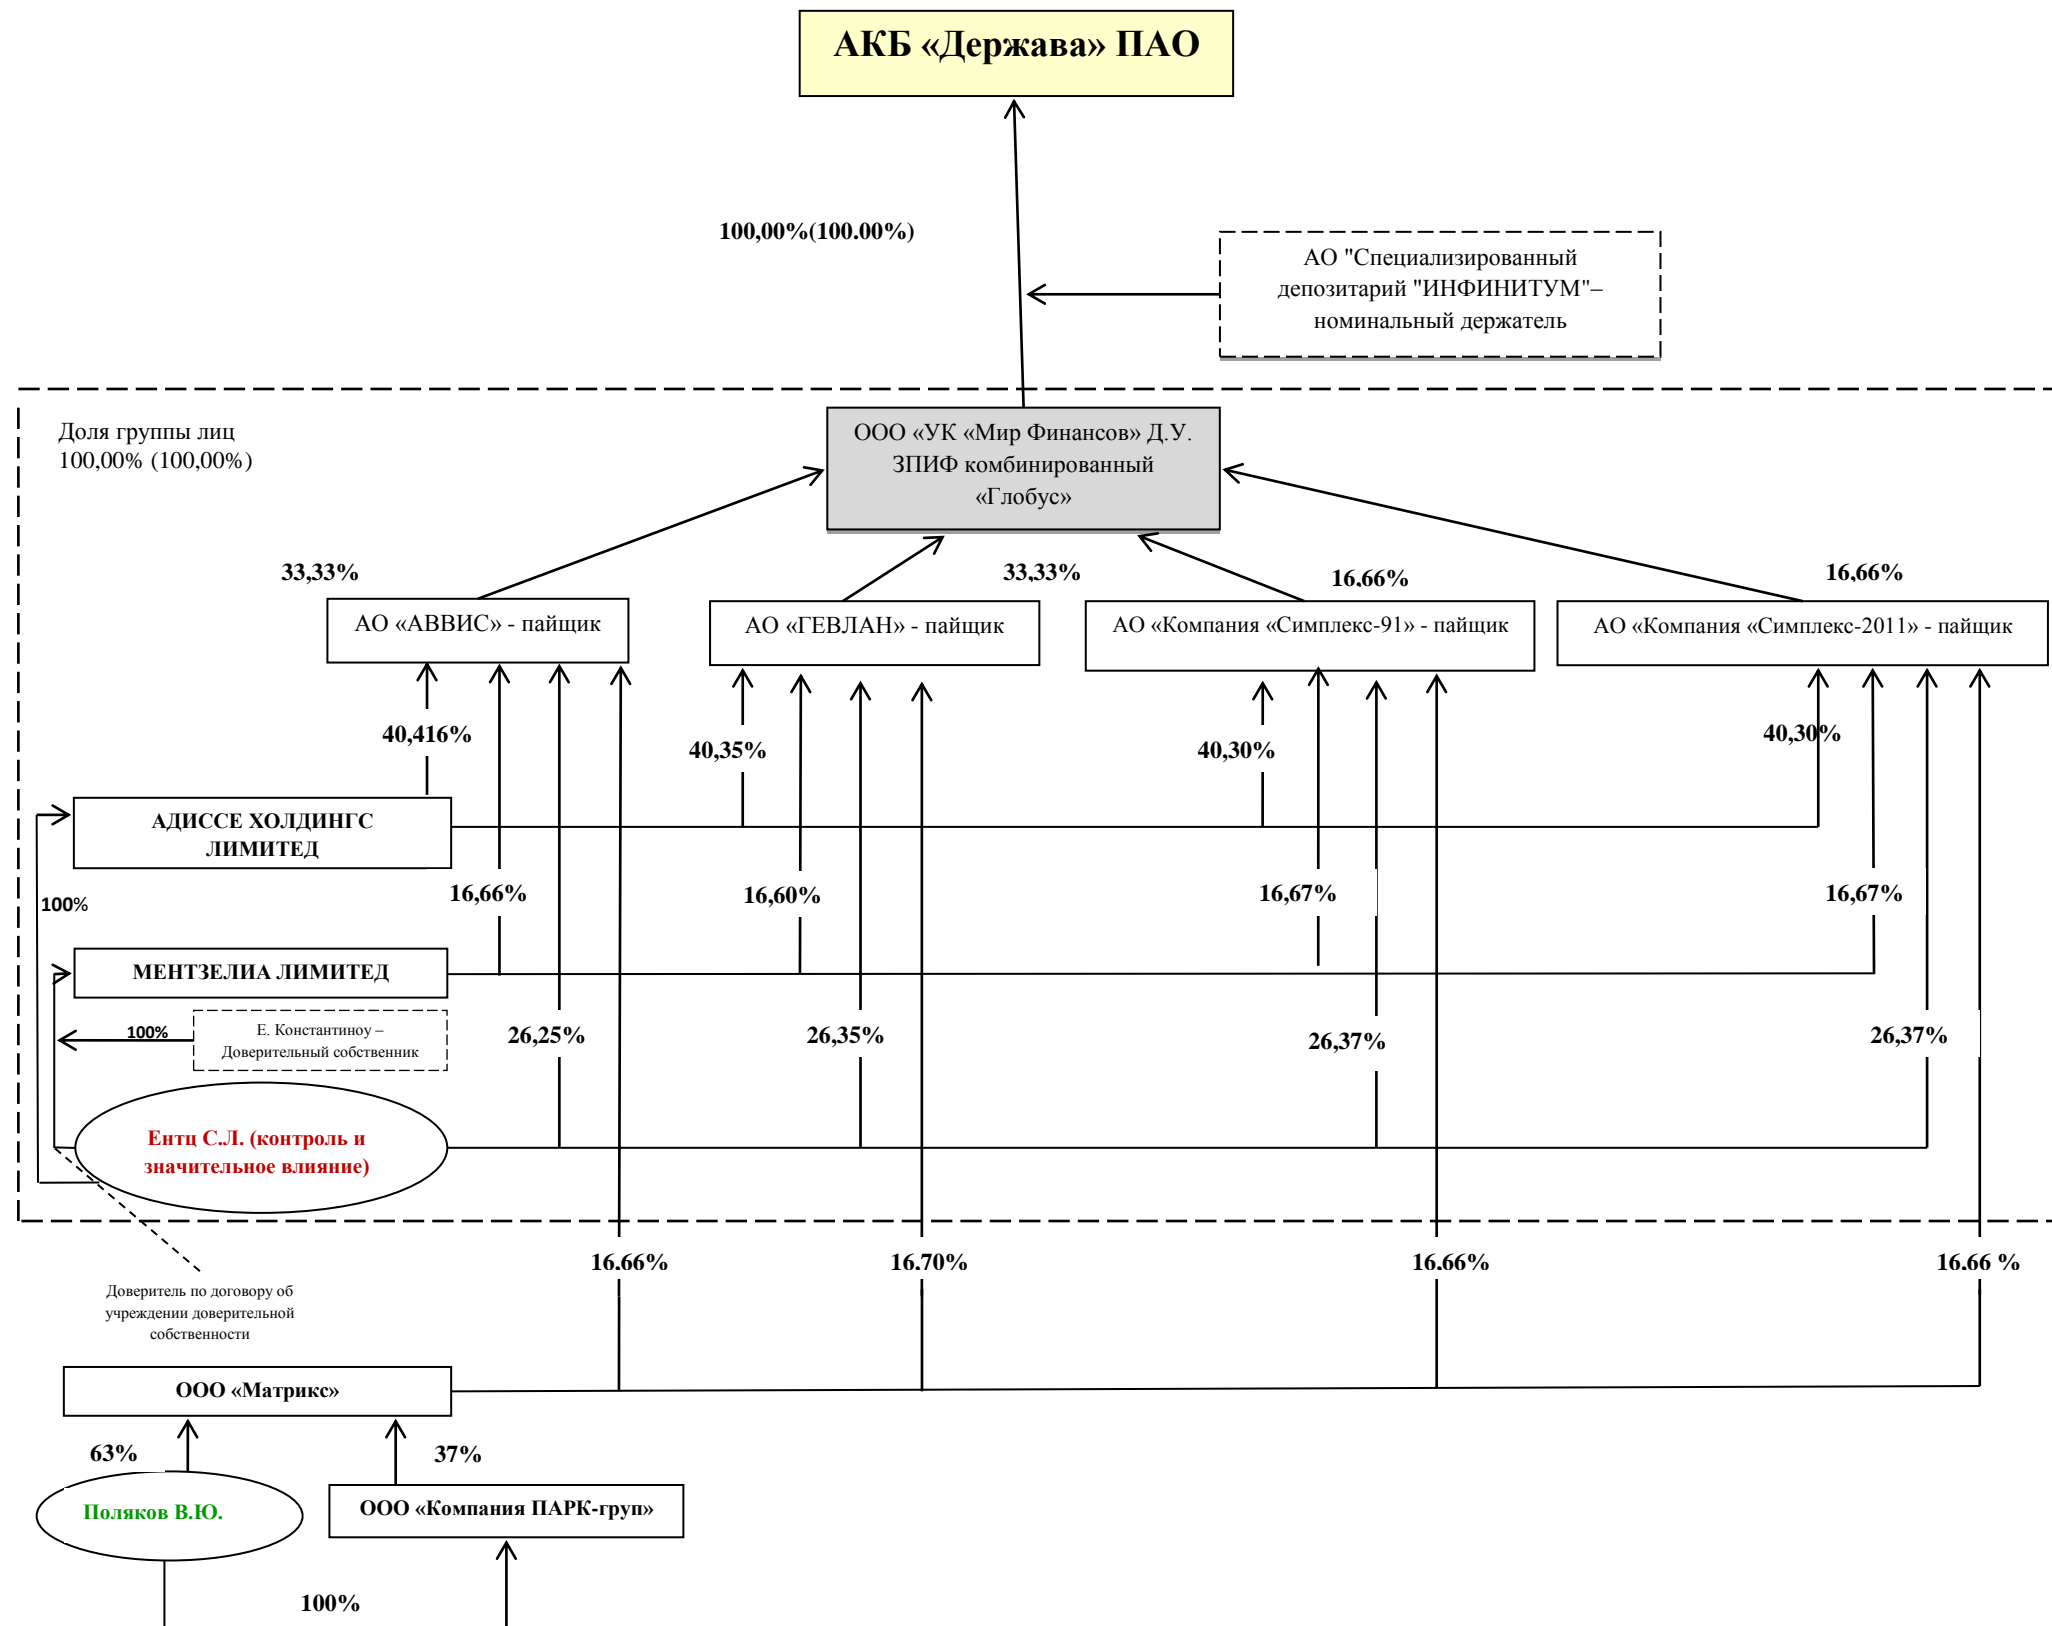 АКБ «Держава» ПАО
100,00%(100.00%)
АО "Специализированный
депозитарий "ИНФИНИТУМ"–
номинальный держатель
Доля группы лиц
100,00% (100,00%)
ООО «УК «Мир Финансов» Д.У.
ЗПИФ комбинированный
«Глобус»
33,33%
33,33%
16,66%
16,66%
АО «АВВИС» - пайщик
АО «ГЕВЛАН» - пайщик
АО «Компания «Симплекс-91» - пайщик
АО «Компания «Симплекс-2011» - пайщик
40,416%
40,35%
40,30%
40,30%
АДИССЕ ХОЛДИНГС
ЛИМИТЕД
100%
16,66%
16,60%
16,67%
16,67%
МЕНТЗЕЛИА ЛИМИТЕД
100%
Е. Константиноу –
Доверительный собственник
26,25%
26,35%
26,37%
26,37%
Ентц С.Л. (контроль и
значительное влияние)
16,66%
16,70%
16,66%
16,66 %
Доверитель по договору об
учреждении доверительной
собственности
ООО «Матрикс»
63%
37%
Поляков В.Ю.
ООО «Компания ПАРК-груп»
100%